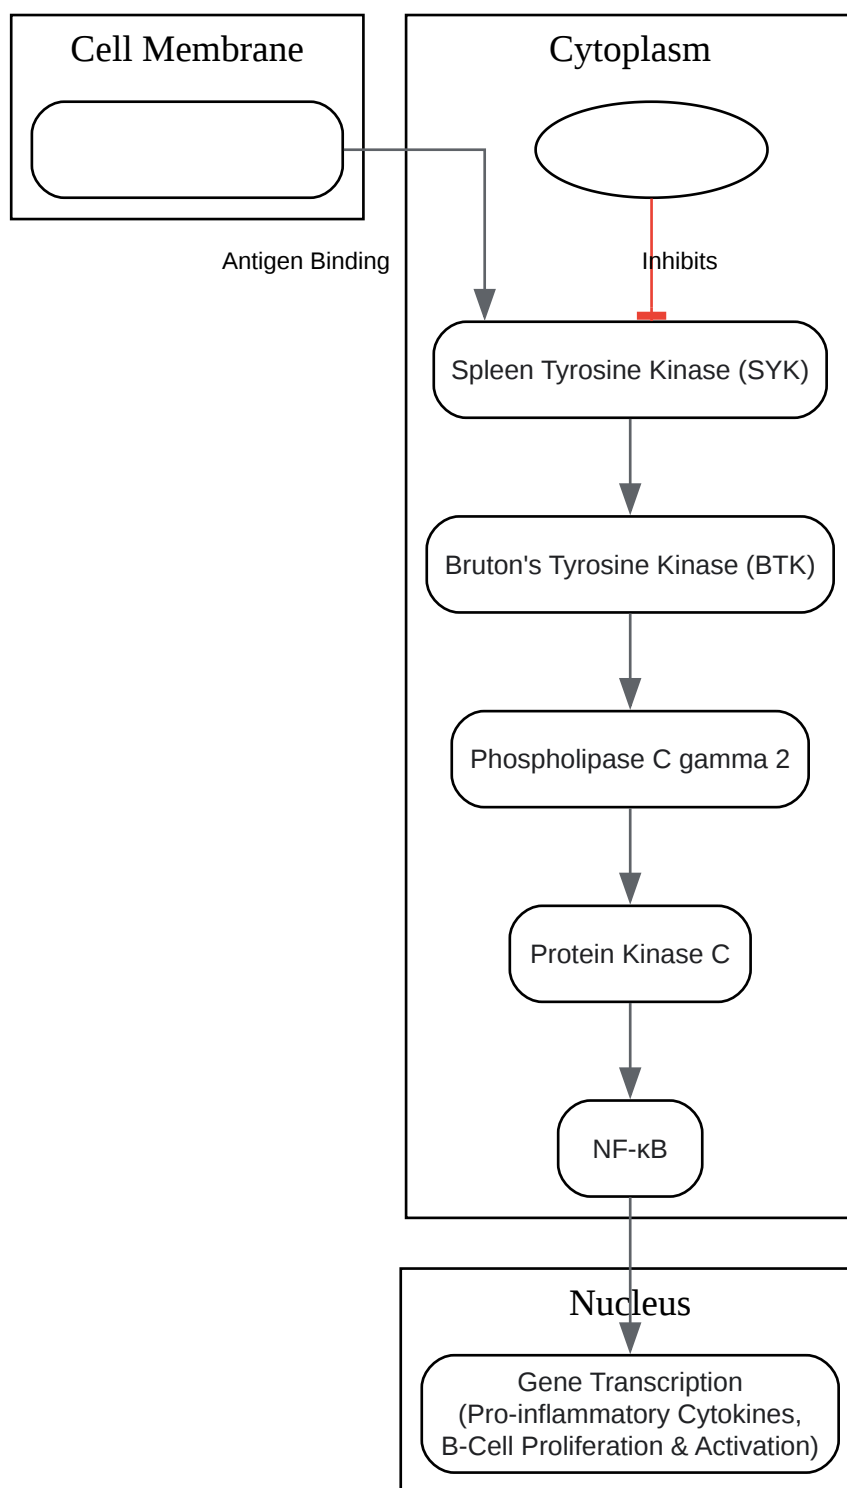 Cell Membrane
Cytoplasm
Antigen Binding
Inhibits
Spleen Tyrosine Kinase (SYK)
Bruton's Tyrosine Kinase (BTK)
Phospholipase C gamma 2
Protein Kinase C
NF-κB
Nucleus
Gene Transcription
(Pro-inflammatory Cytokines,
B-Cell Proliferation & Activation)